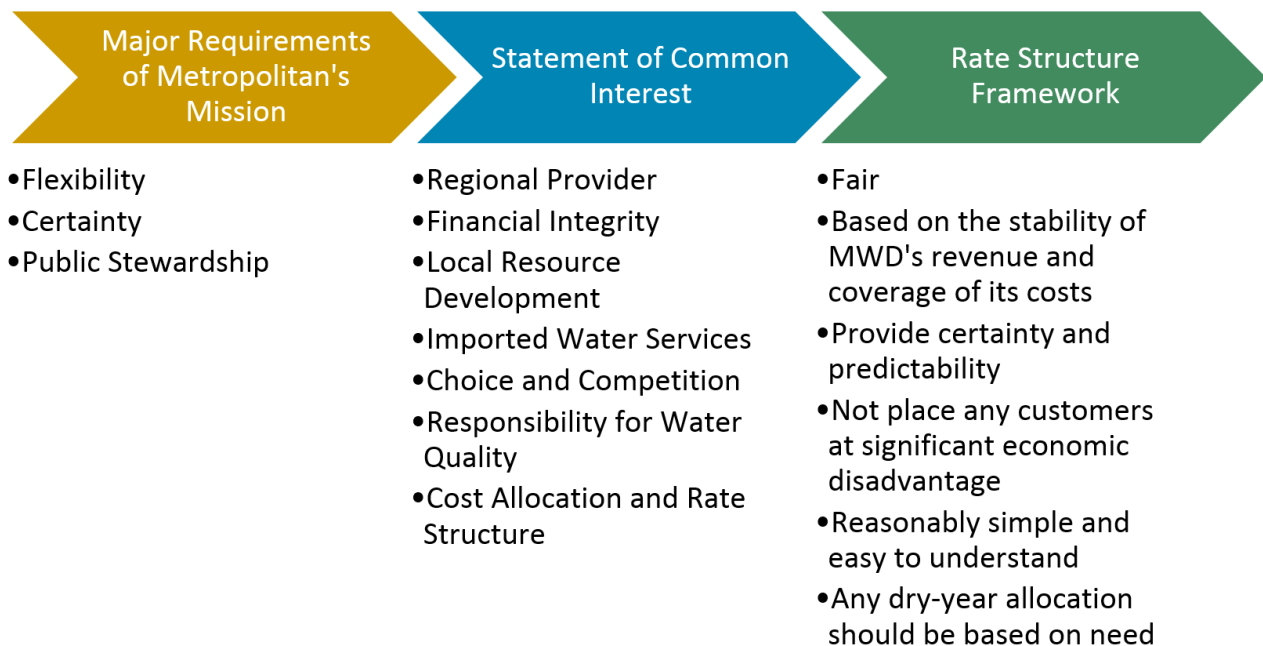 Major Requirements
of Metropolitan's
Mission
•Flexibility
•Certainty
•Public Stewardship
Statement of Common
Interest
•Regional Provider
•Financial Integrity
•Local Resource
Development
•Imported Water Services
•Choice and Competition
•Responsibility for Water
Quality
•Cost Allocation and Rate
Structure
Rate Structure
Framework
•Fair
•Based on the stability of
MWD's revenue and
coverage of its costs
•Provide certainty and
predictability
•Not place any customers
at significant economic
disadvantage
•Reasonably simple and
easy to understand
•Any dry-year allocation
should be based on need